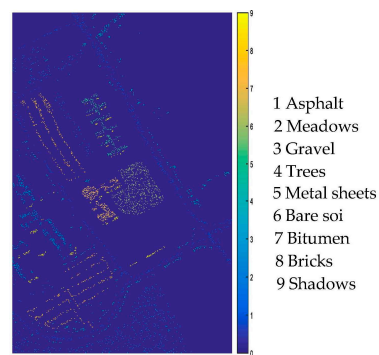 9
8
7
6
5
4
3
2
1
0
1 Asphalt
2 Meadows
3 Gravel
4 Trees
5 Metal sheets
6 Bare soi
7 Bitumen
8 Bricks
9 Shadows